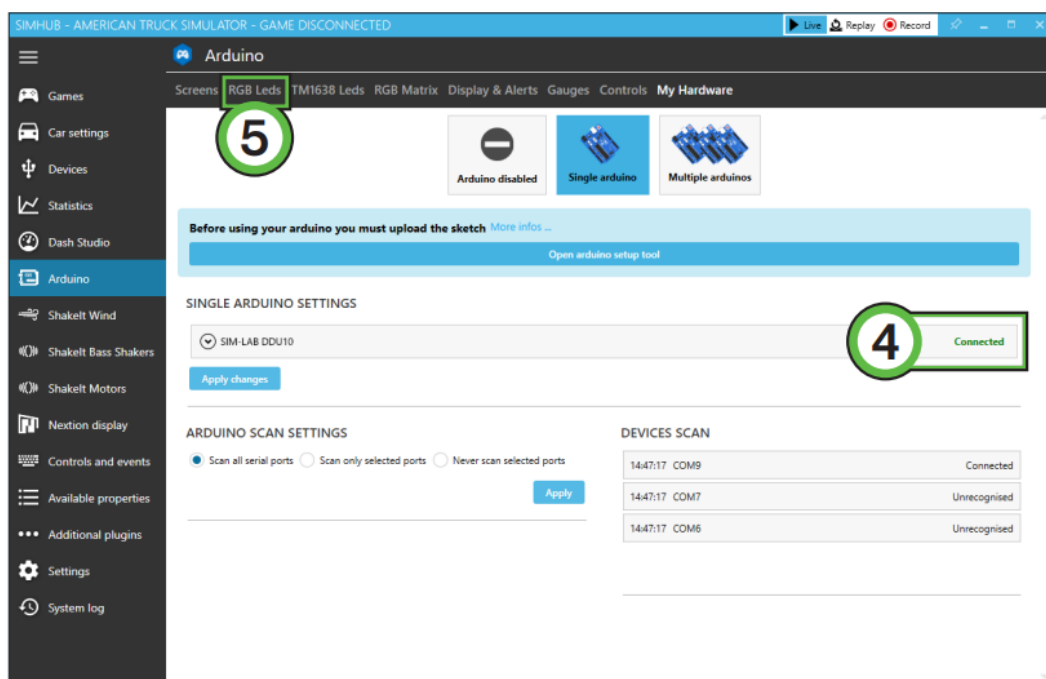 SIMHUB - AMERICAN TRUCK SIMULATOR - GAME DISCONNECTED
Live Replay Record
Arduino
Screens RGB Leds TM1638 Leds RGB Matrix Display & Alerts Gauges Controls My Hardware
5
Games
Car settings
Devices
Statistics
Dash Studio
Arduino
ShakeIt Wind
ShakeIt Bass Shakers
ShakeIt Motors
Nextion display
Controls and events
Available properties
Additional plugins
Settings
System log
Arduino disabled
Single arduino
Multiple arduinos
Before using your arduino you must upload the sketch More infos ...
Open arduino setup tool
SINGLE ARDUINO SETTINGS
SIM-LAB DDU10
4
Connected
Apply changes
ARDUINO SCAN SETTINGS
Scan all serial ports Scan only selected ports Never scan selected ports
Apply
DEVICES SCAN
14:47:17 COM9 Connected
14:47:17 COM7 Unrecognised
14:47:17 COM6 Unrecognised